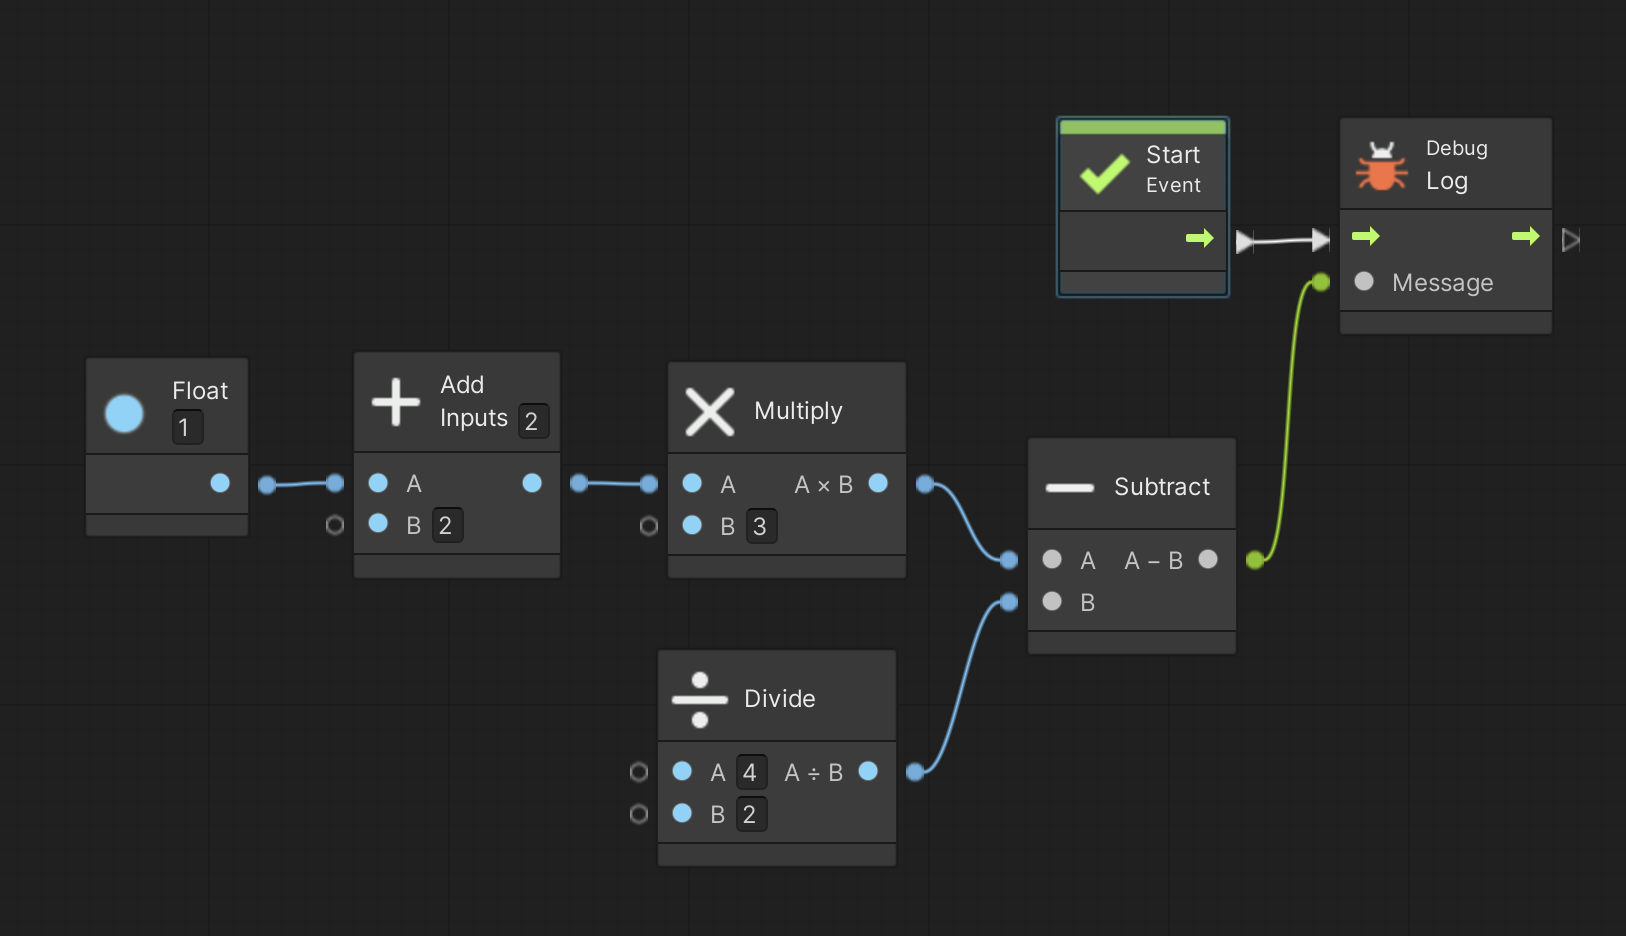 Start
Event
Debug
Log
Message
Float
1
Add
Inputs 2
A
B 2
Multiply
A A × B
B 3
Subtract
A A – B
B
Divide
A 4 A ÷ B
B 2